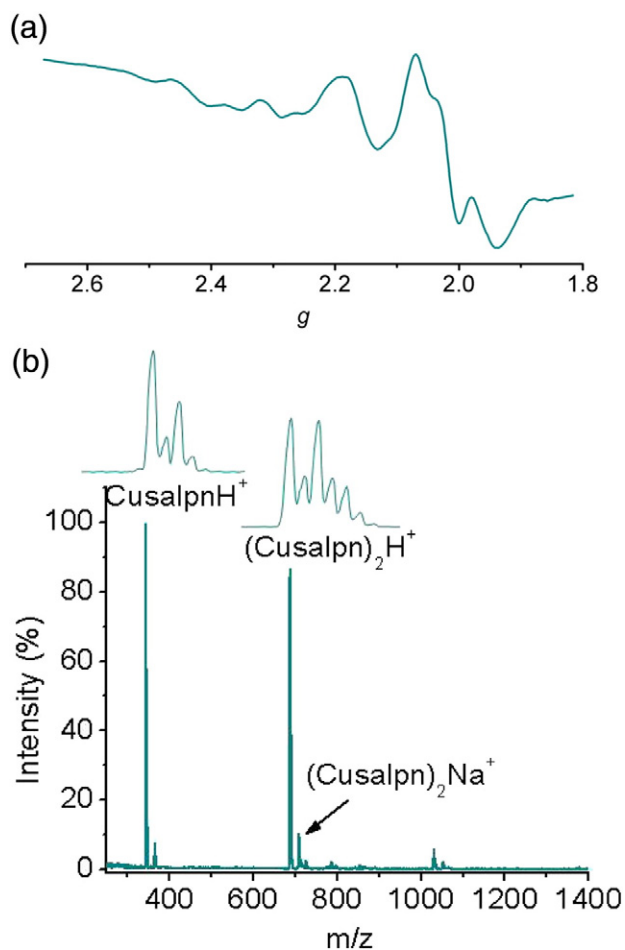 (a)
2.6 2.4 2.2 2.0 1.8
g
(b)
CusalpnH⁺
(Cusalpn)₂H⁺
100
80
60
40
20
0
Intensity (%)
(Cusalpn)₂Na⁺
400 600 800 1000 1200 1400
m/z